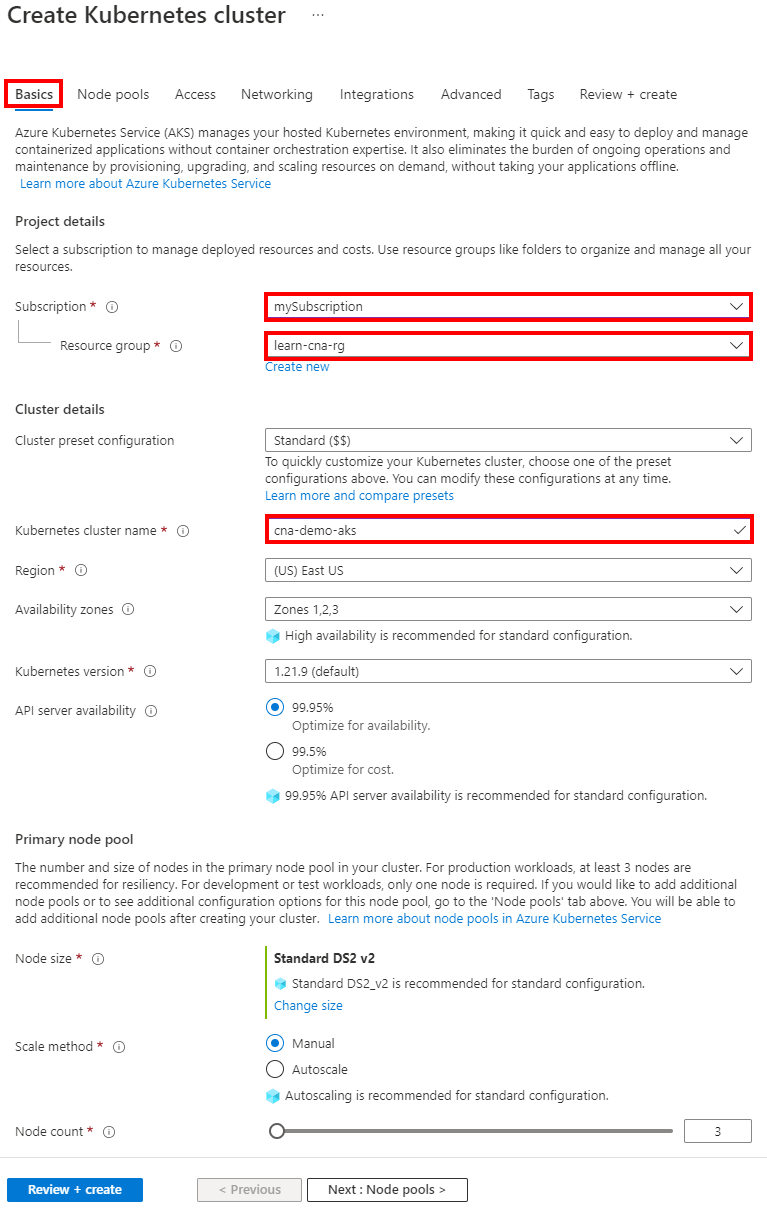 Create Kubernetes cluster ...
Basics Node pools Access Networking Integrations Advanced Tags Review + create
Azure Kubernetes Service (AKS) manages your hosted Kubernetes environment, making it quick and easy to deploy and manage
containerized applications without container orchestration expertise. It also eliminates the burden of ongoing operations and
maintenance by provisioning, upgrading, and scaling resources on demand, without taking your applications offline.
Learn more about Azure Kubernetes Service
Project details
Select a subscription to manage deployed resources and costs. Use resource groups like folders to organize and manage all your
resources.
Subscription * mySubscription
Resource group * learn-cna-rg
Create new
Cluster details
Cluster preset configuration Standard ($$)
To quickly customize your Kubernetes cluster, choose one of the preset
configurations above. You can modify these configurations at any time.
Learn more and compare presets
Kubernetes cluster name * cna-demo-aks
Region * (US) East US
Availability zones Zones 1,2,3
High availability is recommended for standard configuration.
Kubernetes version * 1.21.9 (default)
API server availability 99.95%
Optimize for availability.
99.5%
Optimize for cost.
99.95% API server availability is recommended for standard configuration.
Primary node pool
The number and size of nodes in the primary node pool in your cluster. For production workloads, at least 3 nodes are
recommended for resiliency. For development or test workloads, only one node is required. If you would like to add additional
node pools or to see additional configuration options for this node pool, go to the 'Node pools' tab above. You will be able to
add additional node pools after creating your cluster. Learn more about node pools in Azure Kubernetes Service
Node size * Standard DS2 v2
Standard DS2_v2 is recommended for standard configuration.
Change size
Scale method * Manual
Autoscale
Autoscaling is recommended for standard configuration.
Node count * 3
Review + create < Previous Next : Node pools >